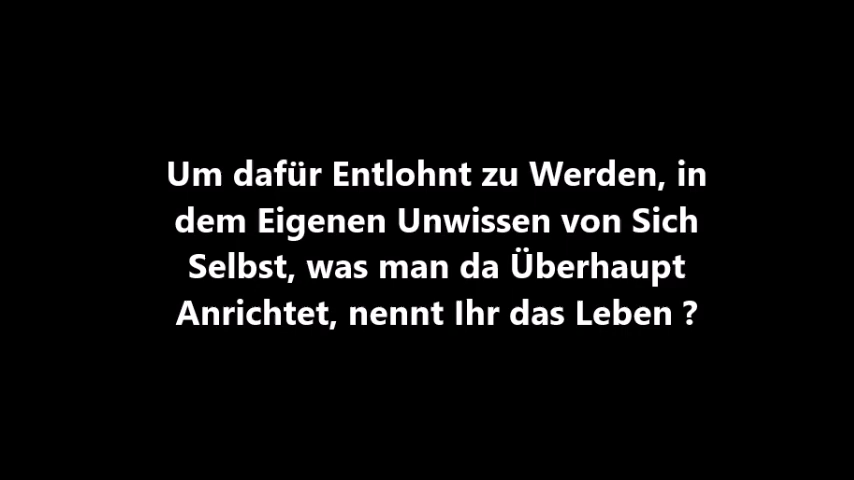 Um dafür Entlohnt zu Werden, in
dem Eigenen Unwissen von Sich
Selbst, was man da Überhaupt
Anrichtet, nennt Ihr das Leben ?